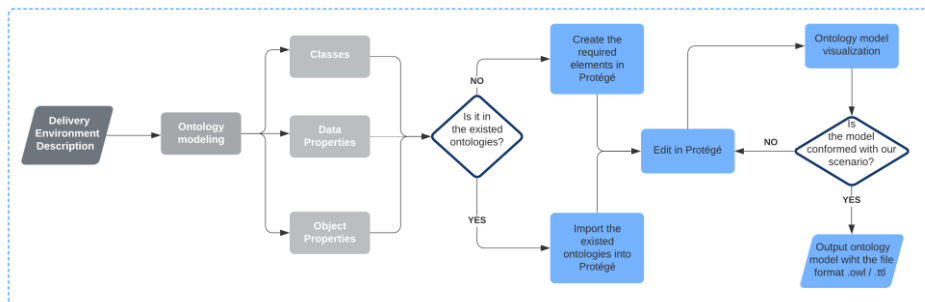 Delivery
Environment
Description
Ontology
modeling
Classes
Data
Properties
Object
Properties
Is it in
the existed
ontologies?
NO
YES
Create the
required
elements in
Protégé
Import the
existed
ontologies into
Protégé
Edit in Protégé
Ontology model
visualization
Is
the model
conformed with our
scenario?
NO
YES
Output ontology
model wiht the file
format .owl / .ttl